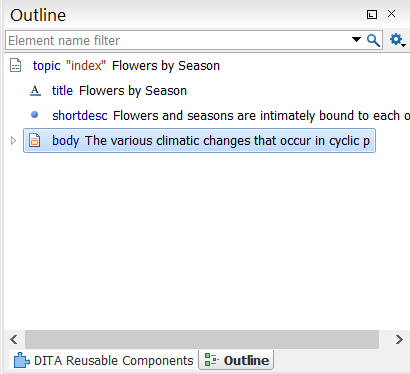 Outline
Element name filter
topic "index" Flowers by Season
title Flowers by Season
shortdesc Flowers and seasons are intimately bound to each o
body The various climatic changes that occur in cyclic p
DITA Reusable Components Outline